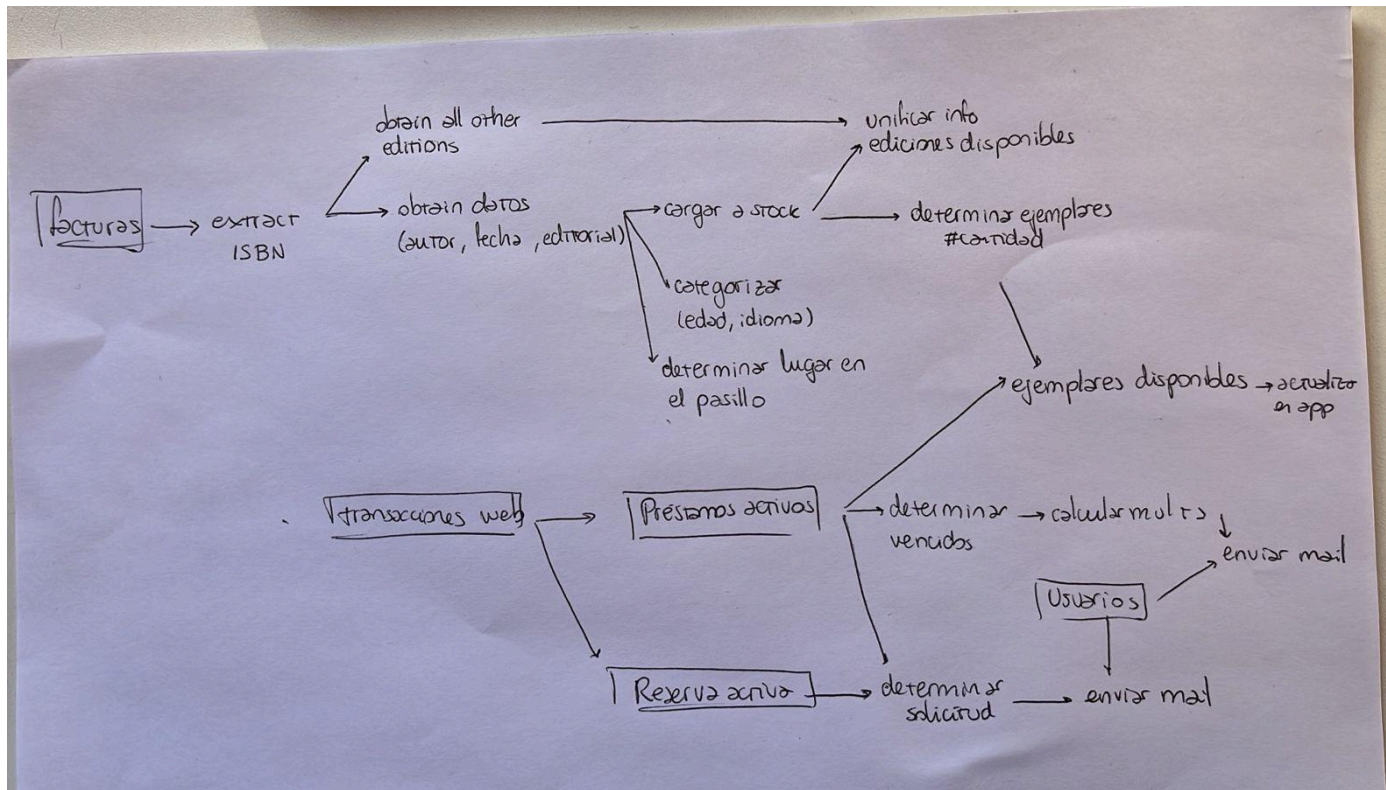 obtain all other
editions
unificar info
ediciones disponibles
facturas
extract
ISBN
obtain datos
(autor, fecha, editorial)
cargar a stock
determinar ejemplares
#cantidad
categorizar
(edad, idioma)
determinar lugar en
el pasillo
ejemplares disponibles
actualizo
en app
transacciones web
Préstamos activos
determinar
vencidos
calcular multa
enviar mail
Usuarios
Reserva activa
determinar
solicitud
enviar mail